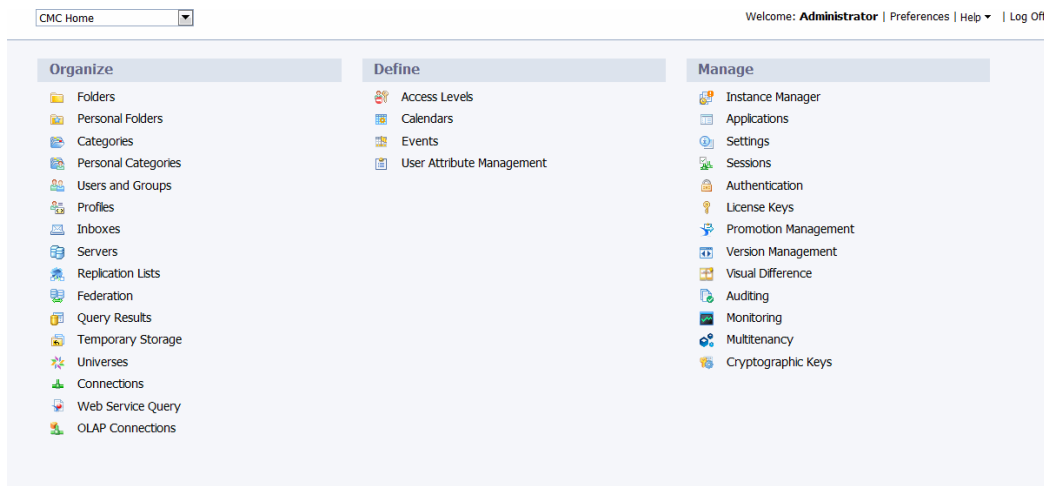 CMC Home
Welcome: Administrator | Preferences | Help | Log Off
Organize
Folders
Personal Folders
Categories
Personal Categories
Users and Groups
Profiles
Inboxes
Servers
Replication Lists
Federation
Query Results
Temporary Storage
Universes
Connections
Web Service Query
OLAP Connections
Define
Access Levels
Calendars
Events
User Attribute Management
Manage
Instance Manager
Applications
Settings
Sessions
Authentication
License Keys
Promotion Management
Version Management
Visual Difference
Auditing
Monitoring
Multitenancy
Cryptographic Keys